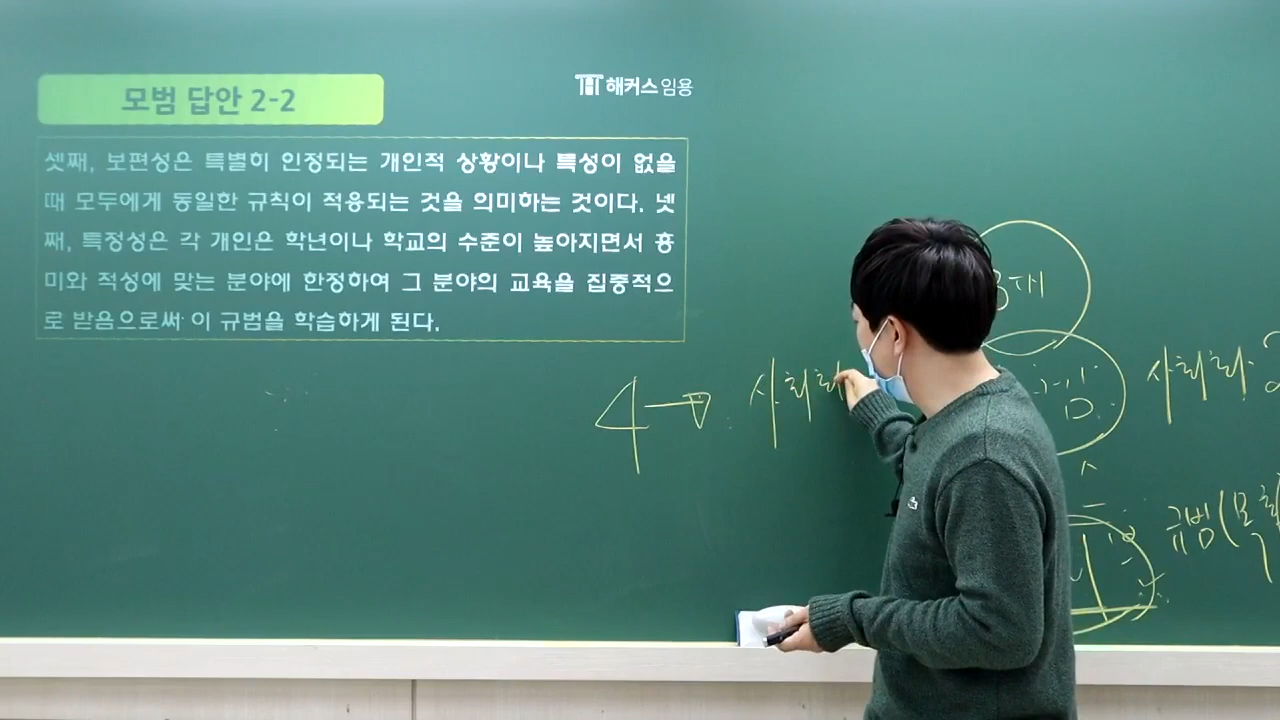 모범 답안 2-2
해커스임용
셋째, 보편성은 특별히 인정되는 개인적 상황이나 특성이 없을
때 모두에게 동일한 규칙이 적용되는 것을 의미하는 것이다. 넷
째, 특정성은 각 개인은 학년이나 학교의 수준이 높아지면서 흥
미와 적성에 맞는 분야에 한정하여 그 분야의 교육을 집중적으
로 받음으로써 이 규범을 학습하게 된다.
4 → 사회화
사회화
규범(